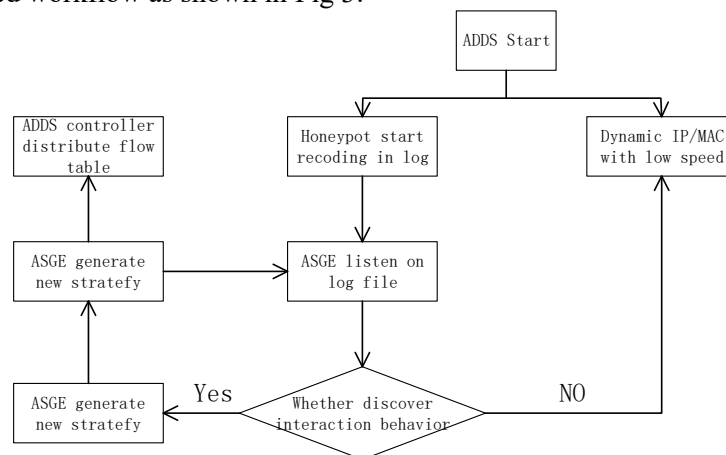 ed workflow as shown in Fig 3.
ADDS Start
ADDS controller
distribute flow
table
Honeypot start
recoding in log
Dynamic IP/MAC
with low speed
ASGE generate
new stratefy
ASGE listen on
log file
ASGE generate
new stratefy
Yes
Whether discover
interaction behavior
NO